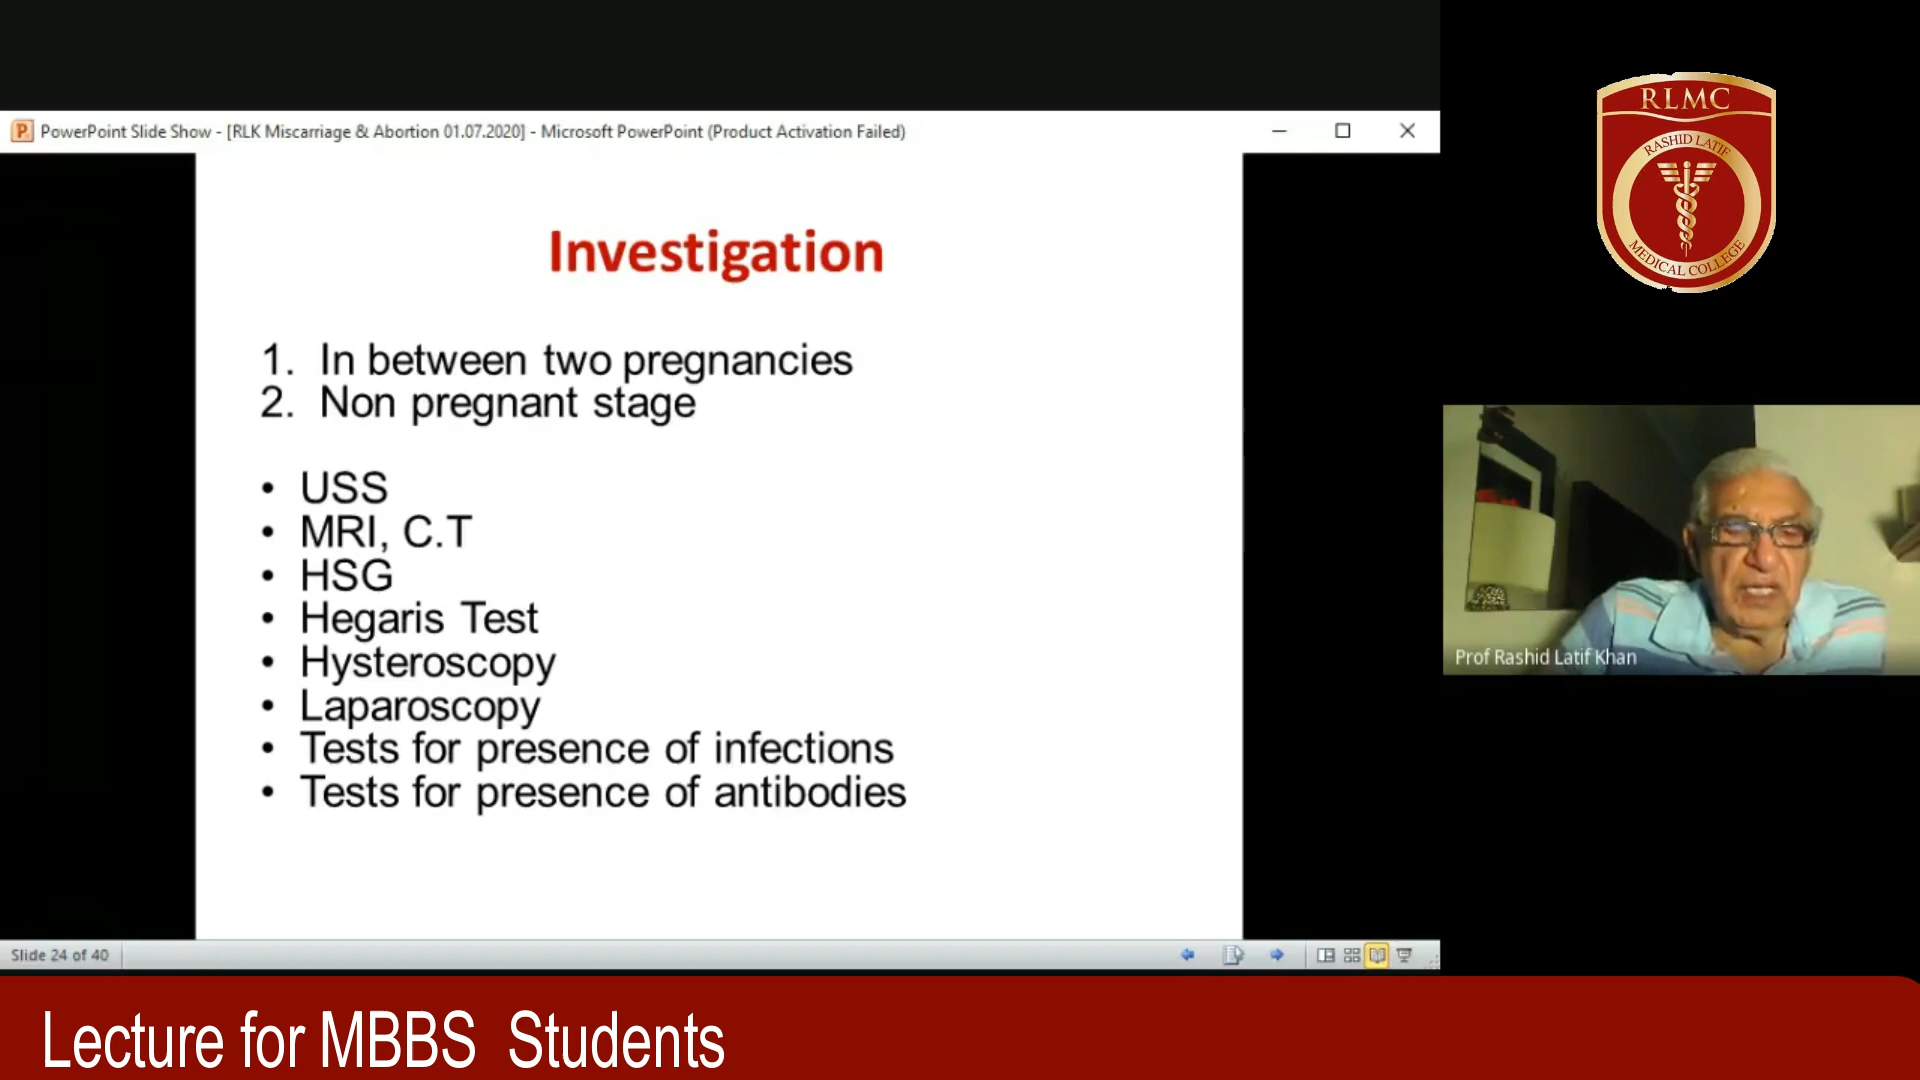 PowerPoint Slide Show - [RLK Miscarriage & Abortion 01.07.2020] - Microsoft PowerPoint (Product Activation Failed)
RLMC
RASHID LATIF
MEDICAL COLLEGE
Investigation
1. In between two pregnancies
2. Non pregnant stage
• USS
• MRI, C.T
• HSG
• Hegaris Test
• Hysteroscopy
• Laparoscopy
• Tests for presence of infections
• Tests for presence of antibodies
Prof Rashid Latif Khan
Slide 24 of 40
Lecture for MBBS Students